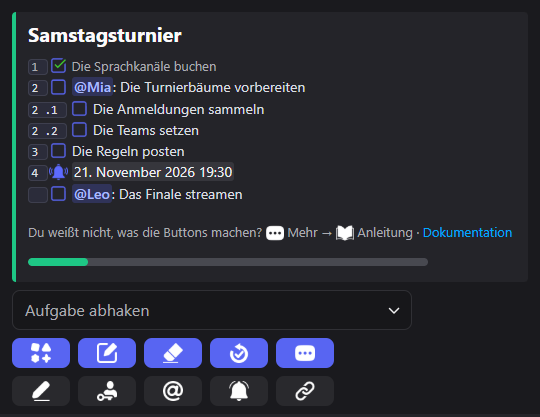 Samstagsturnier
1 Die Sprachkanäle buchen
2 @Mia: Die Turnierbäume vorbereiten
2 .1 Die Anmeldungen sammeln
2 .2 Die Teams setzen
3 Die Regeln posten
4 21. November 2026 19:30
@Leo: Das Finale streamen
Du weißt nicht, was die Buttons machen? Mehr → Anleitung · Dokumentation
Aufgabe abhaken